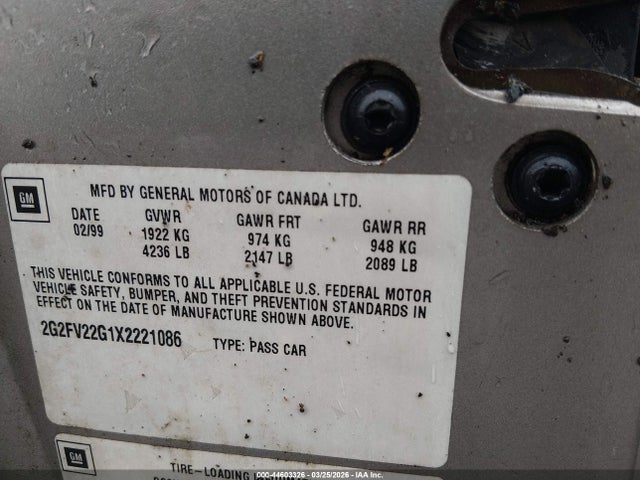 GM
MFD BY GENERAL MOTORS OF CANADA LTD.
DATE GVWR GAWR FRT GAWR RR
02/99 1922 KG 974 KG 948 KG
4236 LB 2147 LB 2089 LB
THIS VEHICLE CONFORMS TO ALL APPLICABLE U.S. FEDERAL MOTOR
VEHICLE SAFETY, BUMPER, AND THEFT PREVENTION STANDARDS IN
EFFECT ON THE DATE OF MANUFACTURE SHOWN ABOVE.
2G2FV22G1X2221086 TYPE: PASS CAR
GM
TIRE-LOADING
000-44603326 03/25/2026 IAA Inc.